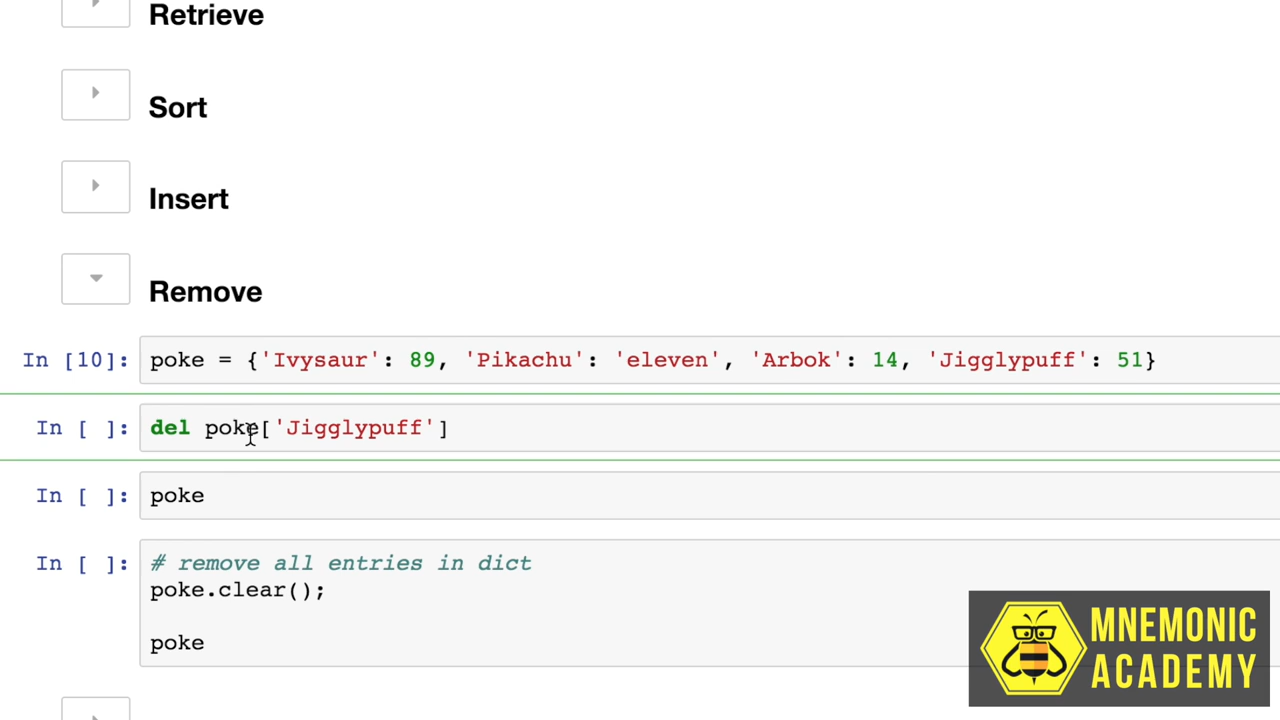 Retrieve
Sort
Insert
Remove
In [10]: poke = {'Ivysaur': 89, 'Pikachu': 'eleven', 'Arbok': 14, 'Jigglypuff': 51}
In [ ]: del poke['Jigglypuff']
In [ ]: poke
In [ ]: # remove all entries in dict
poke.clear();
poke
MNEMONIC
ACADEMY